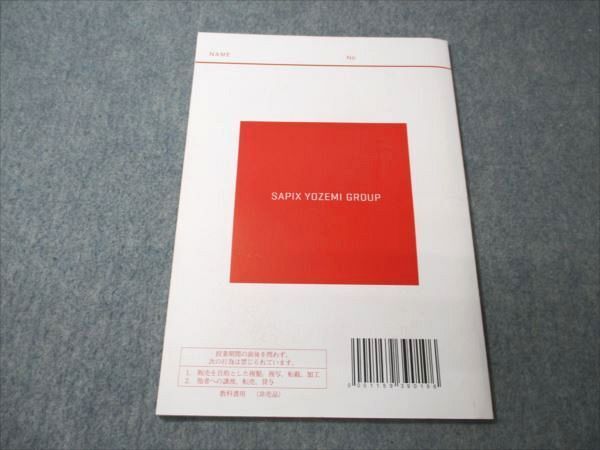 NAME
No
SAPIX YOZEMI GROUP
授業期間の前後を問わず、
次の行為は禁じられています。
1. 販売を目的とした複製、複写、転載、加工
2. 他者への譲渡、転売、貸与
教科書用 (非売品)